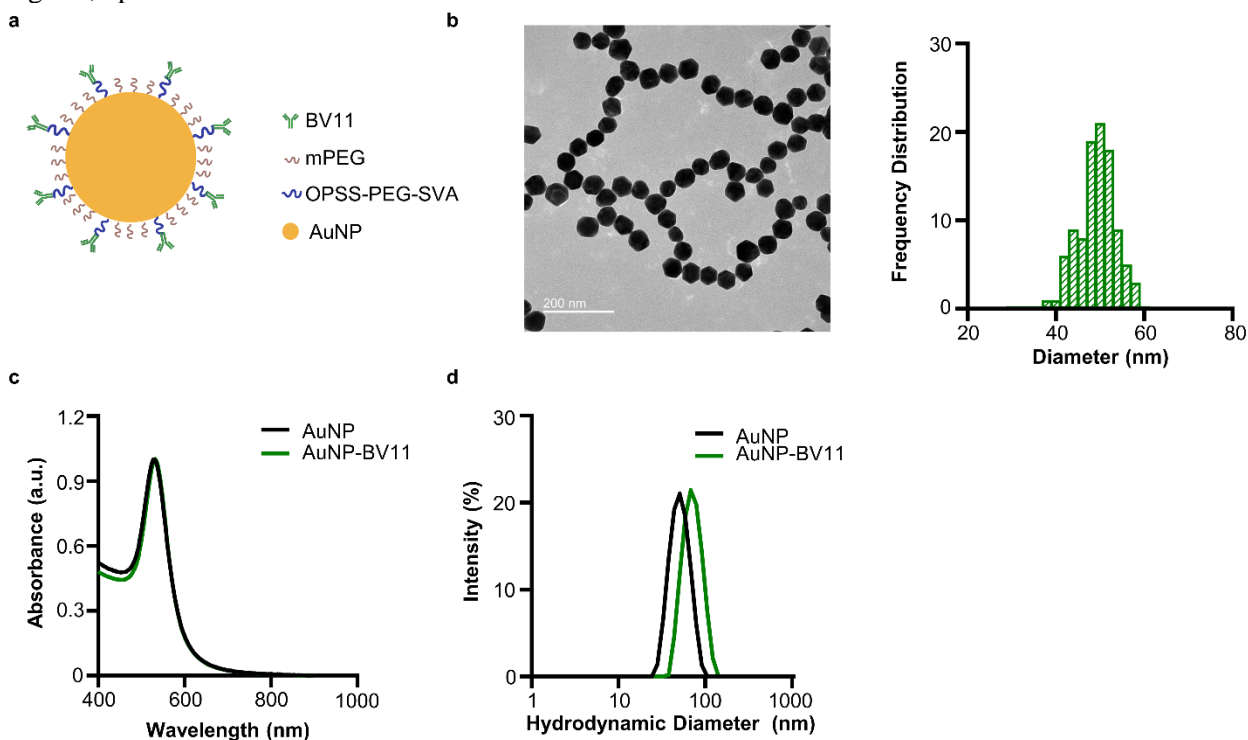 a
BV11
mPEG
OPSS-PEG-SVA
AuNP
b
200 nm
Frequency Distribution
30
20
10
0
20 40 60 80
Diameter (nm)
c
Absorbance (a.u.)
1.2
0.9
0.6
0.3
0
400 600 800 1000
Wavelength (nm)
AuNP
AuNP-BV11
d
Intensity (%)
30
20
10
0
1 10 100 1000
Hydrodynamic Diameter (nm)
AuNP
AuNP-BV11